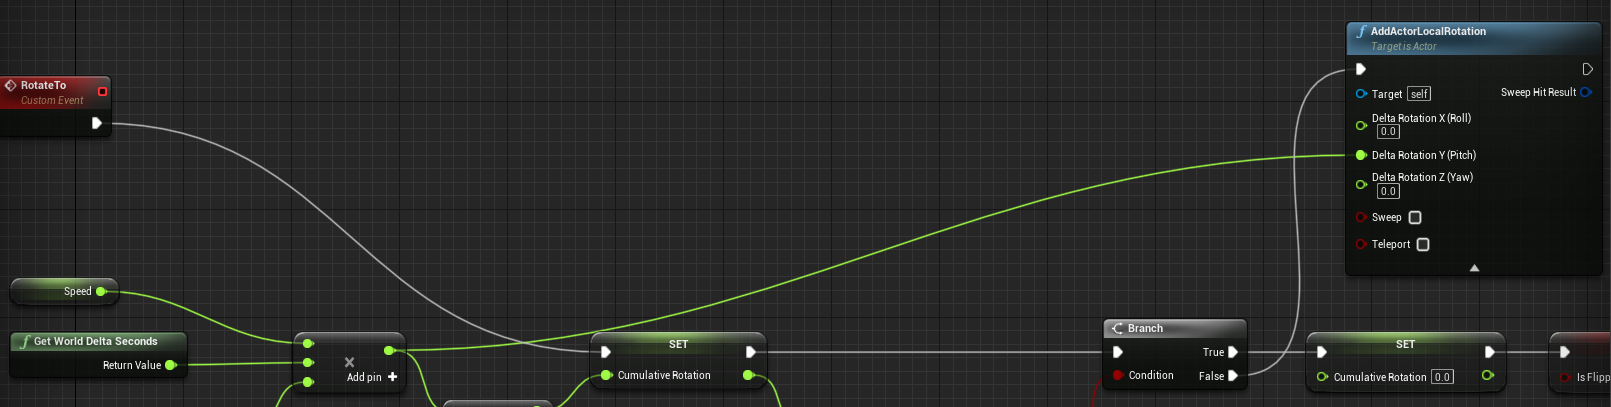 AddActorLocalRotation
Target is Actor
RotateTo
Custom Event
Target self
Sweep Hit Result
Delta Rotation X (Roll)
0.0
Delta Rotation Y (Pitch)
Delta Rotation Z (Yaw)
0.0
Sweep
Teleport
Speed
Get World Delta Seconds
Return Value
Add pin
SET
Cumulative Rotation
Branch
True
Condition
False
SET
Cumulative Rotation 0.0
Is Flipp